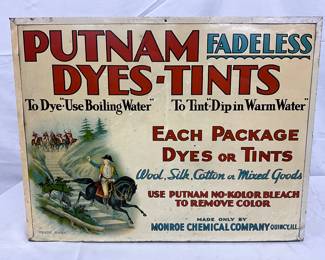 PUTNAM FADELESS
DYES-TINTS
To Dye-"Use Boiling Water" To Tint-"Dip in Warm Water"
EACH PACKAGE
DYES OR TINTS
Wool, Silk, Cotton or Mixed Goods
USE PUTNAM NO-KOLOR BLEACH
TO REMOVE COLOR
MADE ONLY BY
TRADE MARK
MONROE CHEMICAL COMPANY QUINCY, ILL.